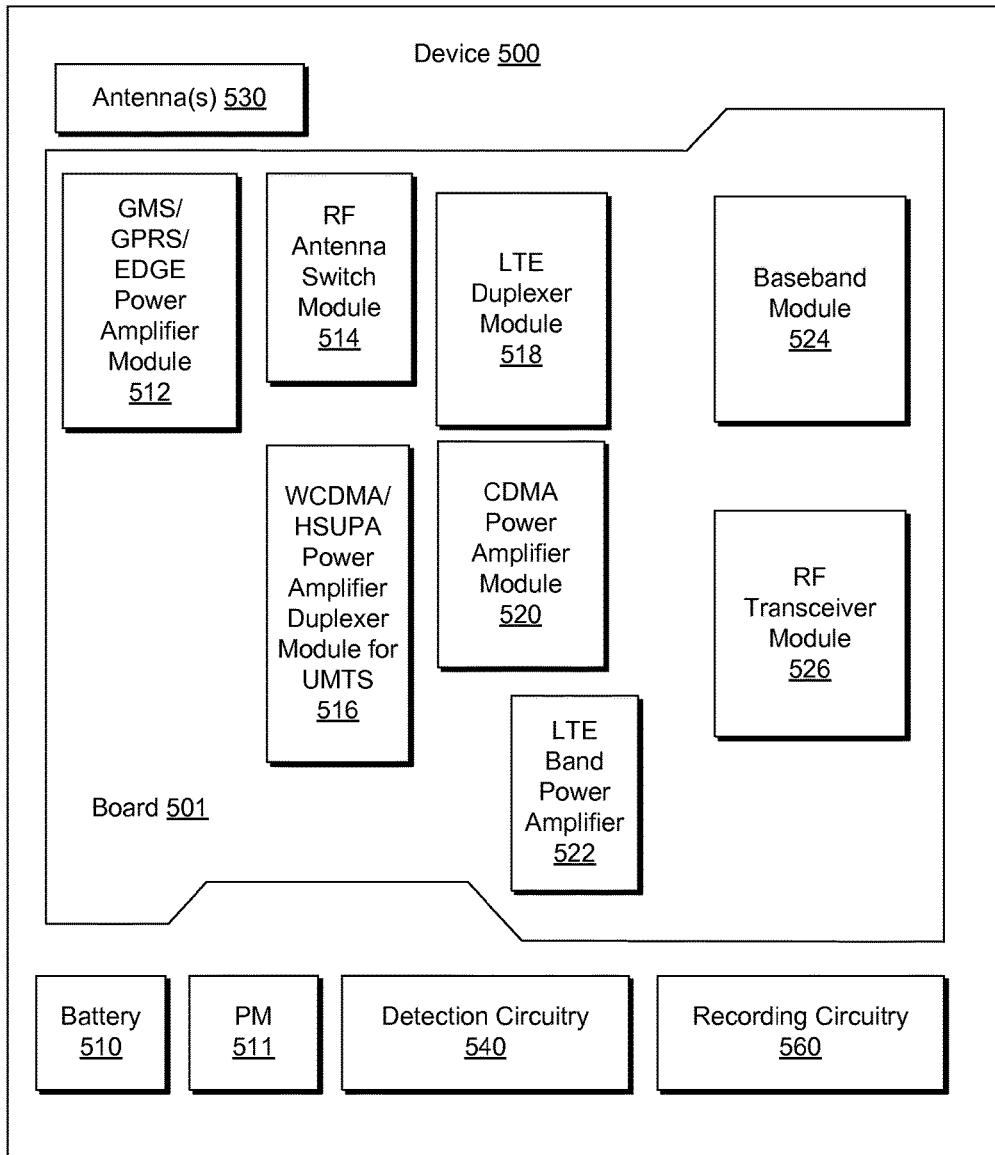 Device 500
Antenna(s) 530
GMS/
GPRS/
EDGE
Power
Amplifier
Module
512
RF
Antenna
Switch
Module
514
LTE
Duplexer
Module
518
Baseband
Module
524
WCDMA/
HSUPA
Power
Amplifier
Duplexer
Module for
UMTS
516
CDMA
Power
Amplifier
Module
520
RF
Transceiver
Module
526
LTE
Band
Power
Amplifier
522
Board 501
Battery
510
PM
511
Detection Circuitry
540
Recording Circuitry
560